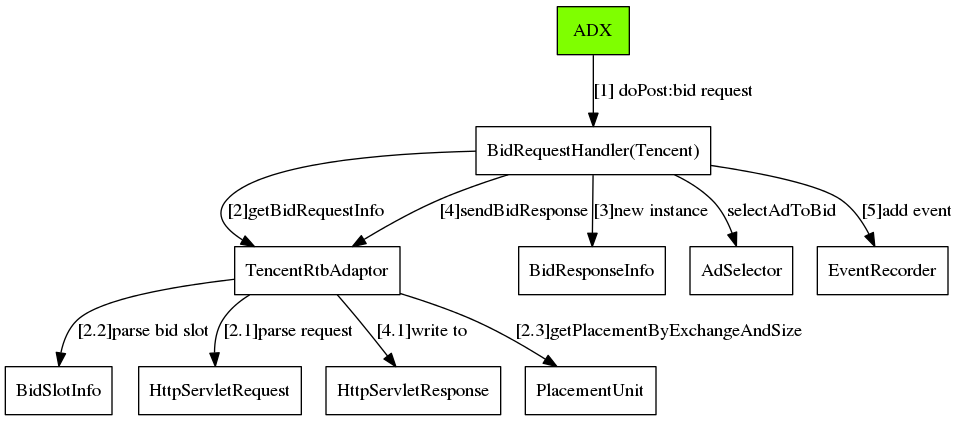 ADX
[1] doPost:bid request
BidRequestHandler(Tencent)
[2]getBidRequestInfo
[4]sendBidResponse
[3]new instance
selectAdToBid
[5]add event
TencentRtbAdaptor
BidResponseInfo
AdSelector
EventRecorder
[2.2]parse bid slot
[2.1]parse request
[4.1]write to
[2.3]getPlacementByExchangeAndSize
BidSlotInfo
HttpServletRequest
HttpServletResponse
PlacementUnit